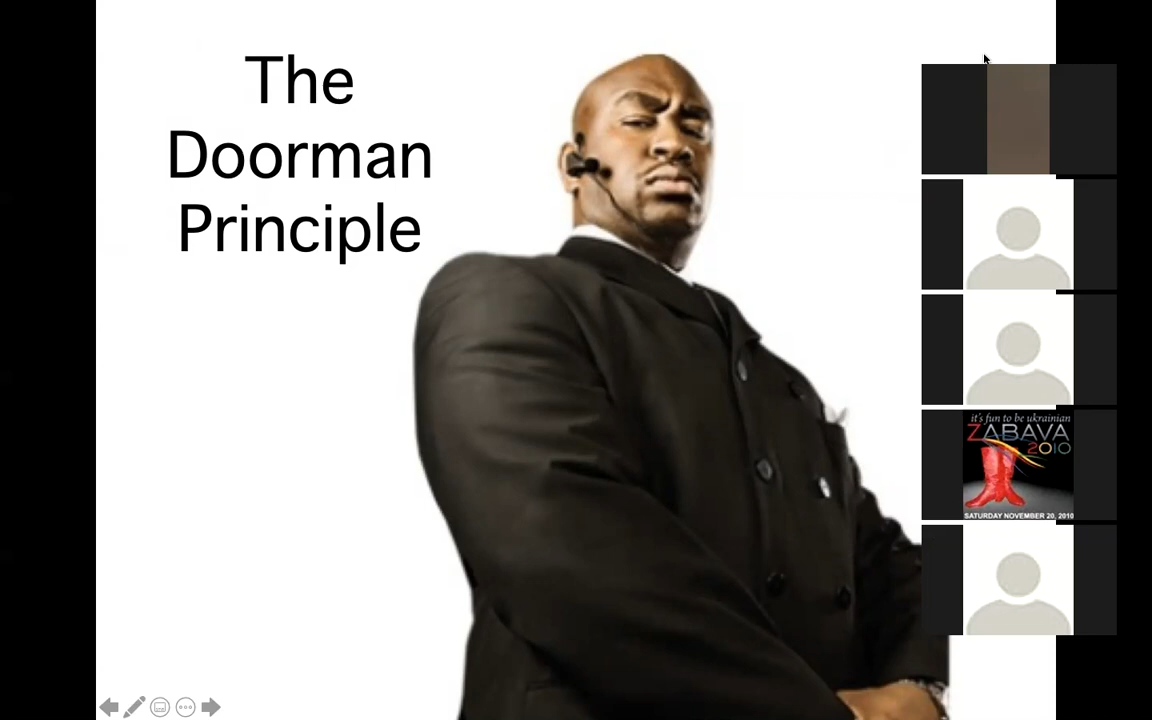 The
Doorman
Principle
it's fun to be ukrainian
ZABAVA
2010
SATURDAY NOVEMBER 20, 2010